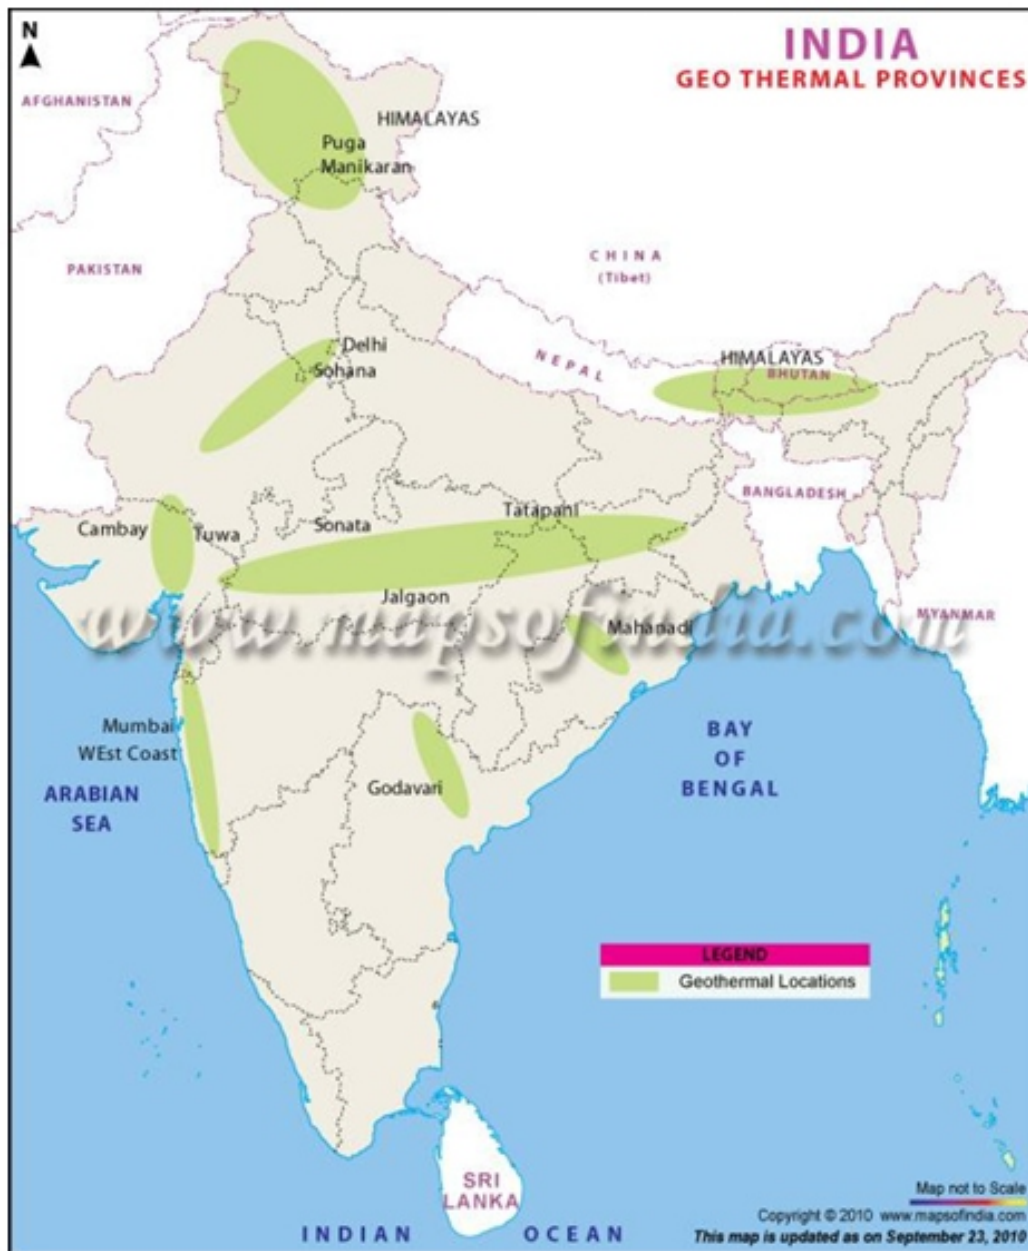 N
INDIA
GEO THERMAL PROVINCES
AFGHANISTAN
HIMALAYAS
Puga
Manikaran
PAKISTAN
CHINA
(Tibet)
NEPAL
HIMALAYAS
BHUTAN
Delhi
Sohana
BANGLADESH
Cambay
Tuwa
Sonata
Tatapani
Jalgaon
www.mapsofindia.com
MYANMAR
Mahanadi
Mumbai
WEst Coast
Godavari
ARABIAN
SEA
BAY
OF
BENGAL
LEGEND
Geothermal Locations
SRI
LANKA
INDIAN OCEAN
Map not to Scale
Copyright © 2010 www.mapsofindia.com
This map is updated as on September 23, 2010